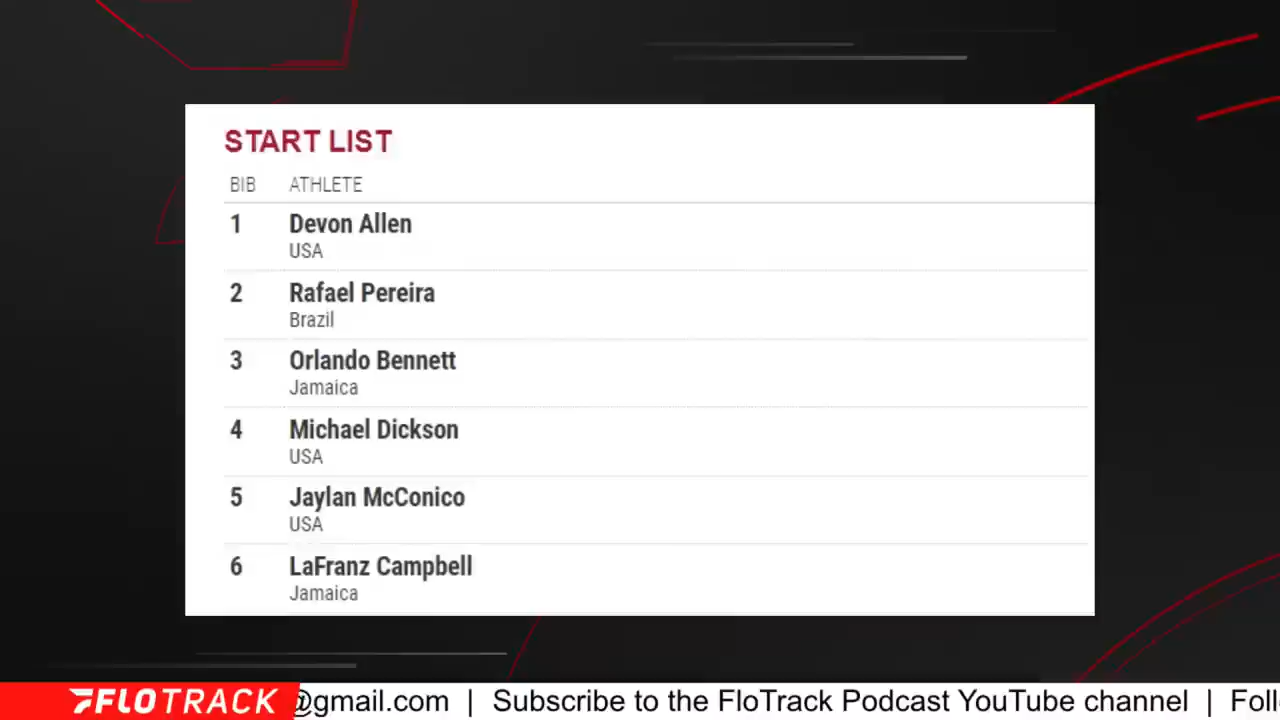 START LIST
BIB ATHLETE
1 Devon Allen
USA
2 Rafael Pereira
Brazil
3 Orlando Bennett
Jamaica
4 Michael Dickson
USA
5 Jaylan McConico
USA
6 LaFranz Campbell
Jamaica
FLOTRACK @gmail.com | Subscribe to the FloTrack Podcast YouTube channel |